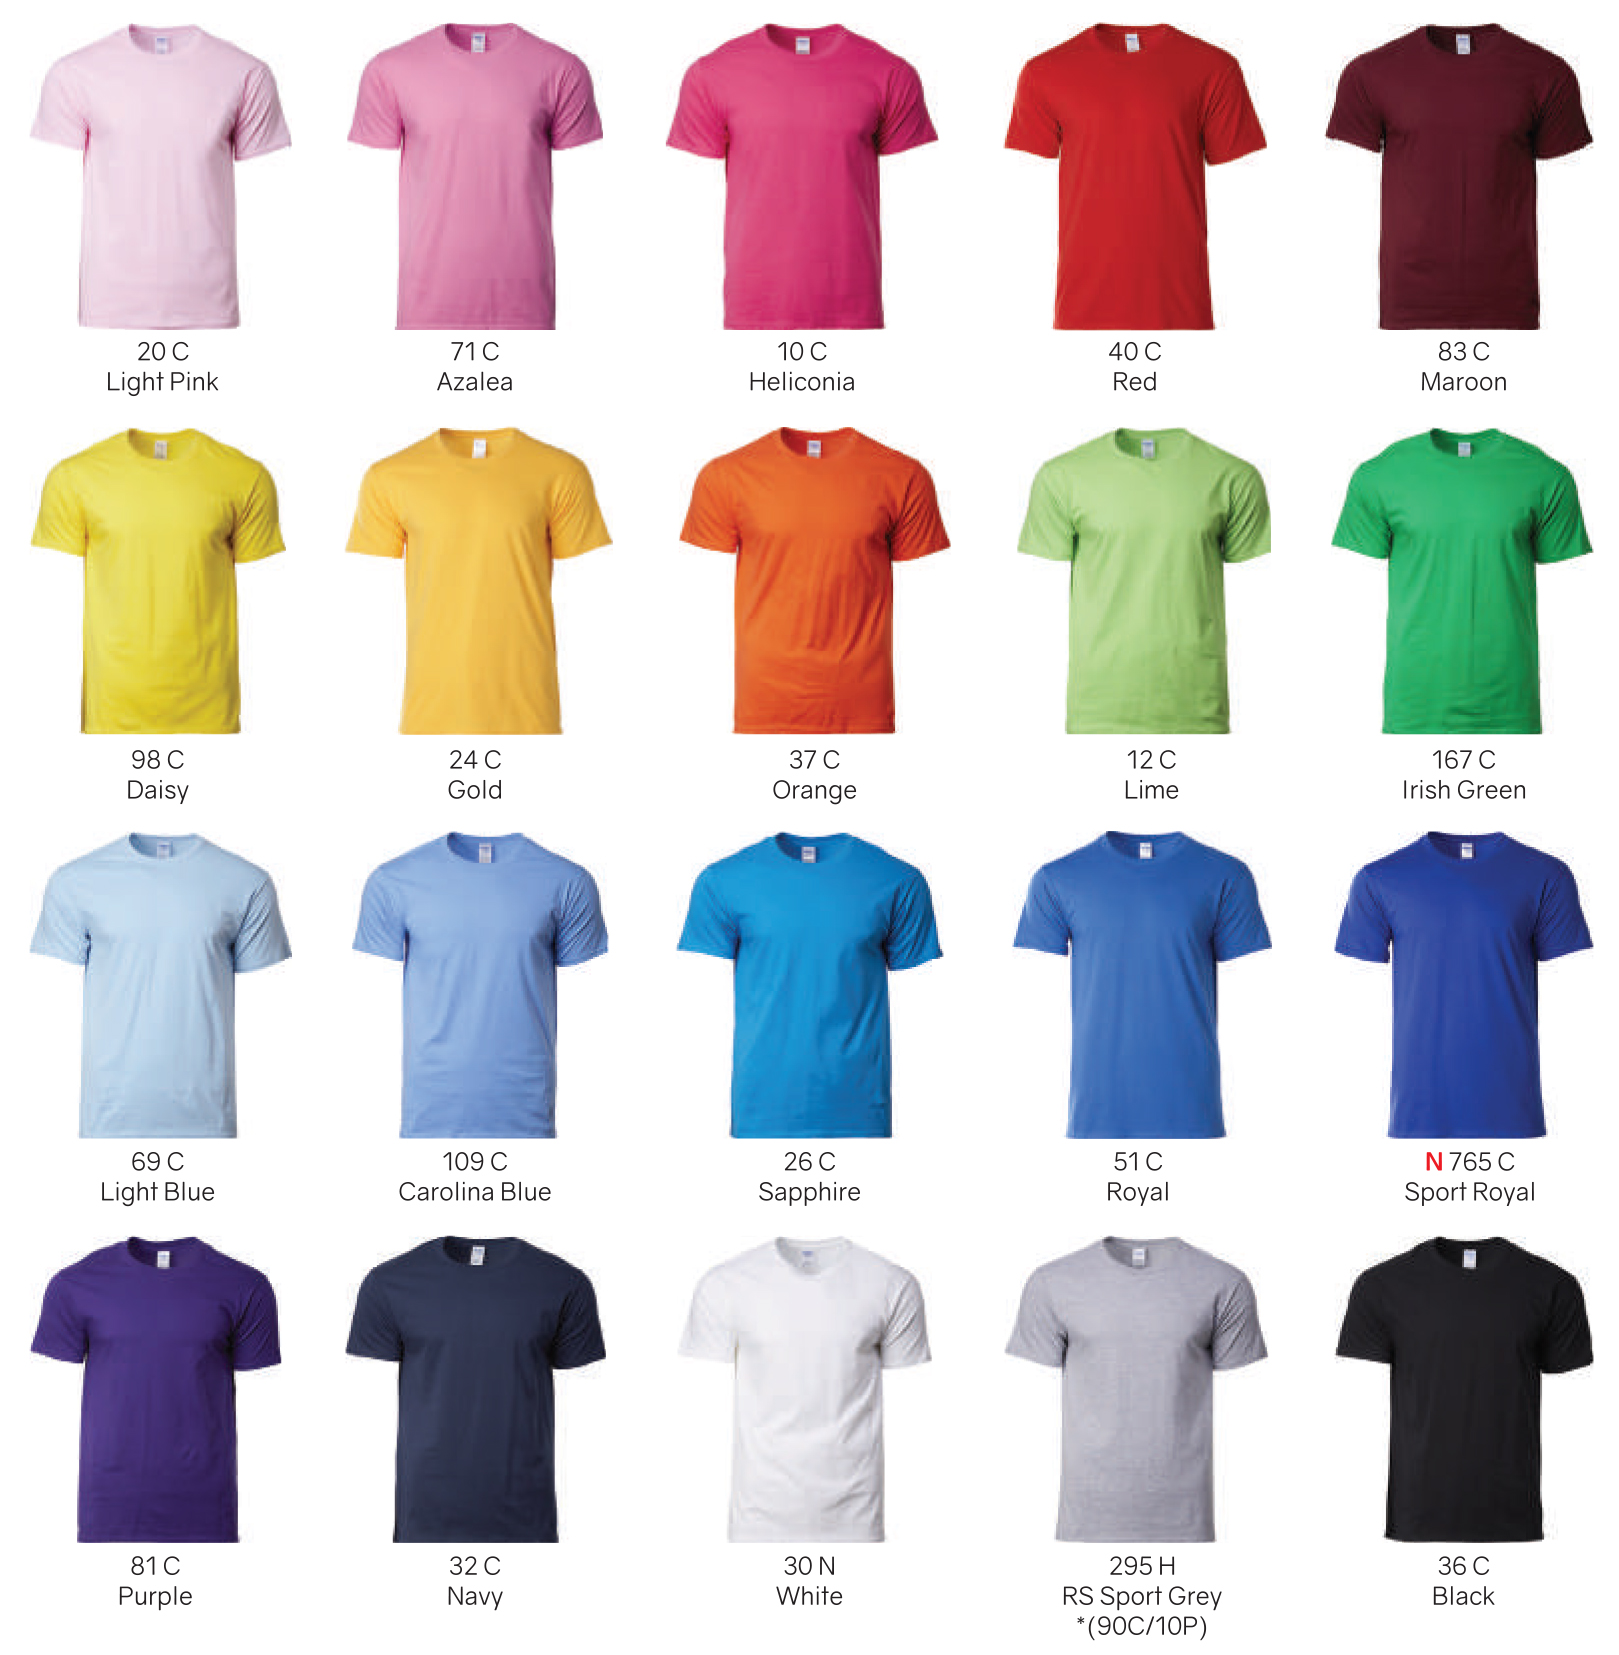 20 C
Light Pink
71 C
Azalea
10 C
Heliconia
40 C
Red
83 C
Maroon
98 C
Daisy
24 C
Gold
37 C
Orange
12 C
Lime
167 C
Irish Green
69 C
Light Blue
109 C
Carolina Blue
26 C
Sapphire
51 C
Royal
N 765 C
Sport Royal
81 C
Purple
32 C
Navy
30 N
White
295 H
RS Sport Grey
*(90C/10P)
36 C
Black